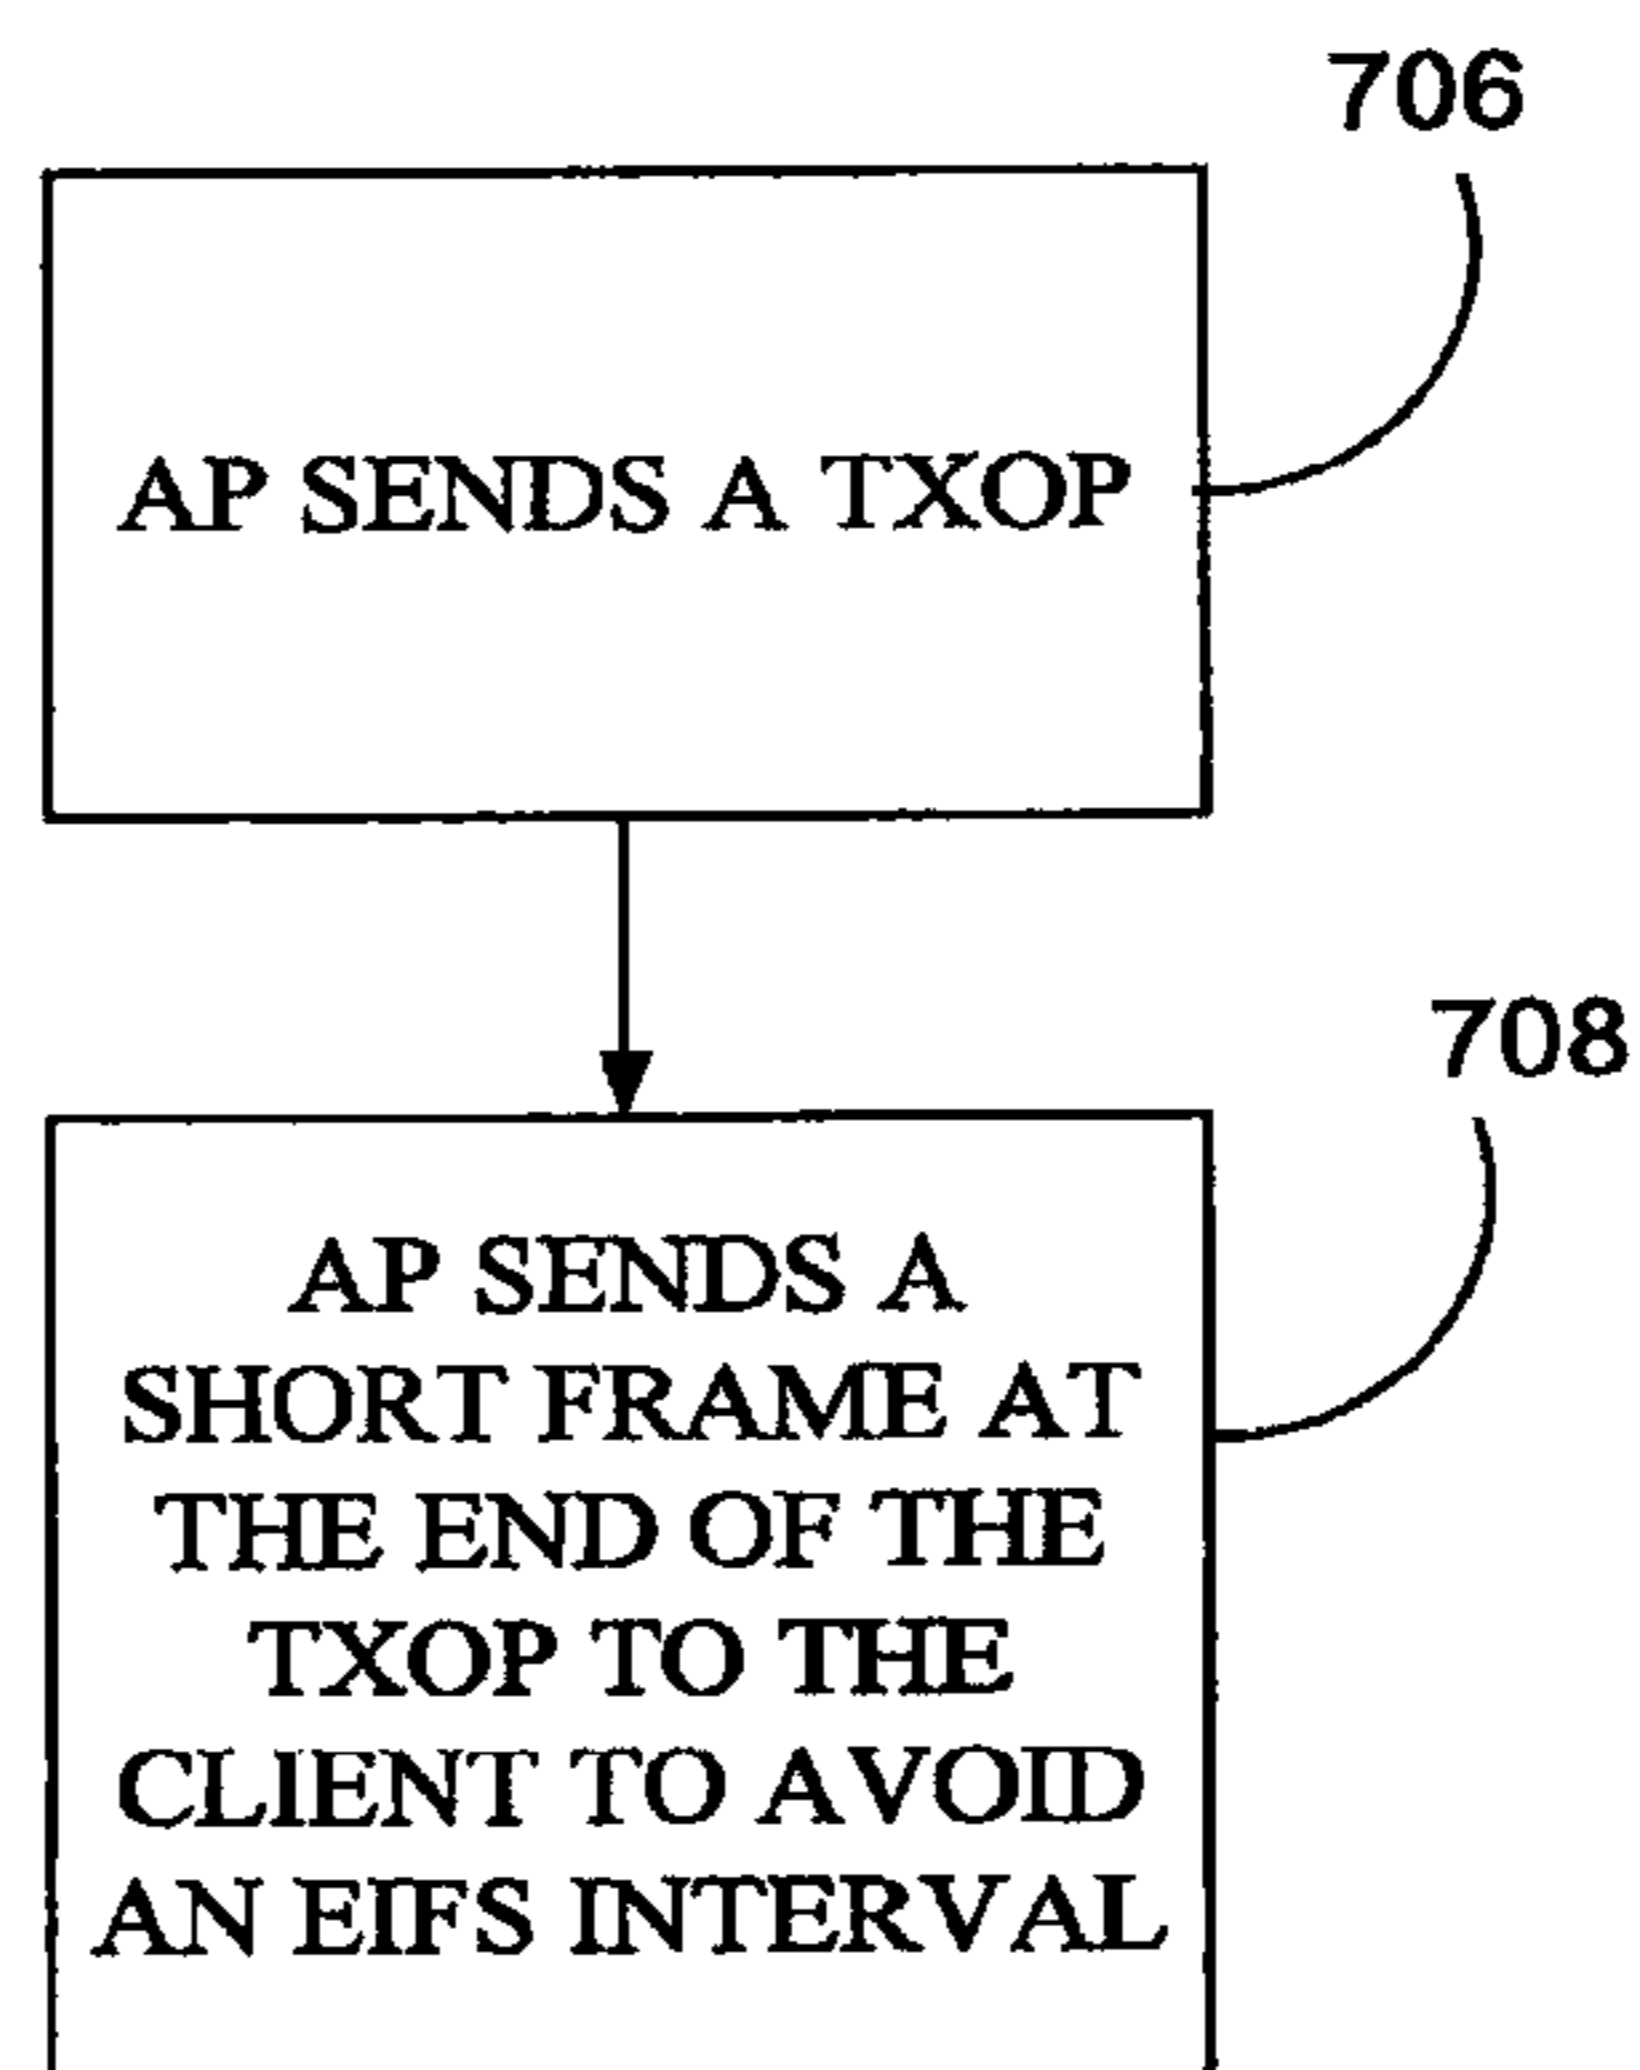 706
AP SENDS A TXOP
708
AP SENDS A
SHORT FRAME AT
THE END OF THE
TXOP TO THE
CLIENT TO AVOID
AN EIFS INTERVAL